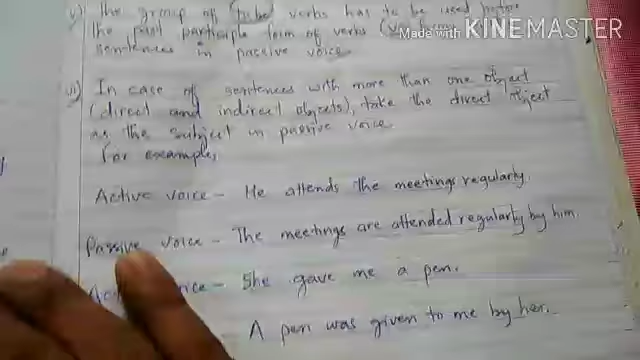 v) The group of 'to be' verbs has to be used before
the past participle form of verbs
sentences in passive voice
Made with KINEMASTER
vi) In case of sentences with more than one object
(direct and indirect objects), take the direct object
as the subject in passive voice
For example,
Active voice - He attends the meetings regularly.
Passive voice - The meetings are attended regularly by him.
She gave me a pen.
A pen was given to me by her.